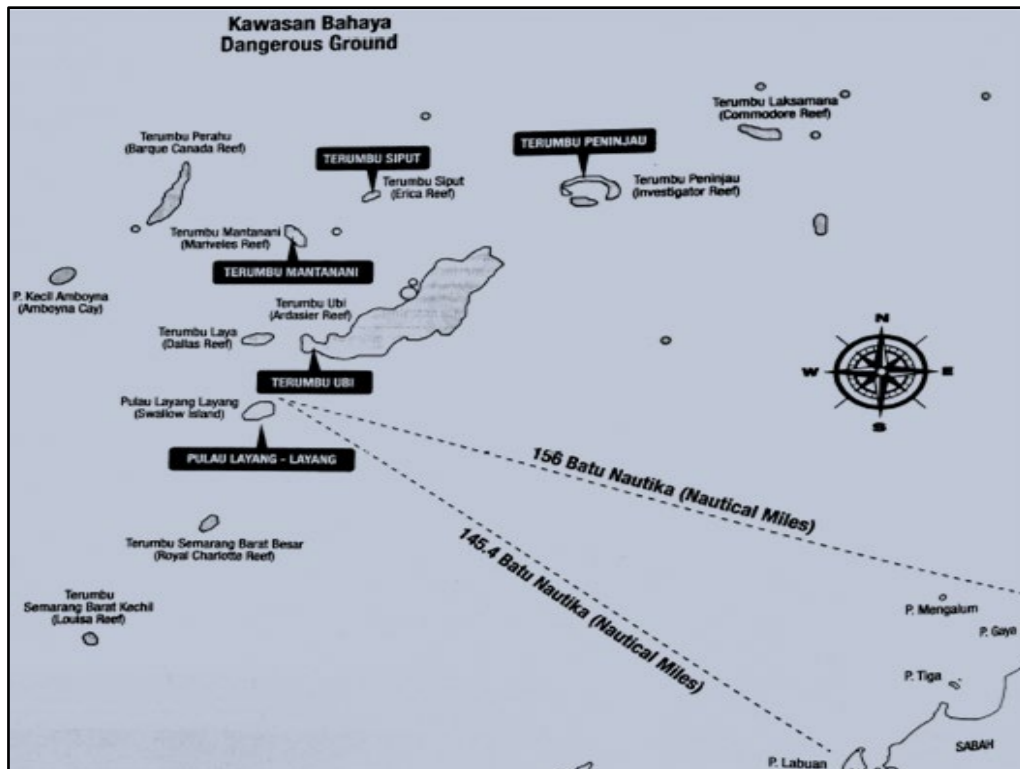 Kawasan Bahaya
Dangerous Ground
Terumbu Laksamana
(Commodore Reef)
Terumbu Perahu
(Barque Canada Reef)
TERUMBU SIPUT
TERUMBU PENINJAU
Terumbu Siput
(Erica Reef)
Terumbu Peninjau
(Investigator Reef)
Terumbu Mantanani
(Mariveles Reef)
TERUMBU MANTANANI
P. Kecil Amboyna
(Amboyna Cay)
Terumbu Ubi
(Ardasier Reef)
Terumbu Laya
(Dallas Reef)
TERUMBU UBI
N
W
E
S
Pulau Layang Layang
(Swallow Island)
PULAU LAYANG - LAYANG
156 Batu Nautika (Nautical Miles)
145.4 Batu Nautika (Nautical Miles)
Terumbu Semarang Barat Besar
(Royal Charlotte Reef)
Terumbu
Semarang Barat Kechil
(Louisa Reef)
P. Mengalum
P. Gaya
P. Tiga
SABAH
P. Labuan